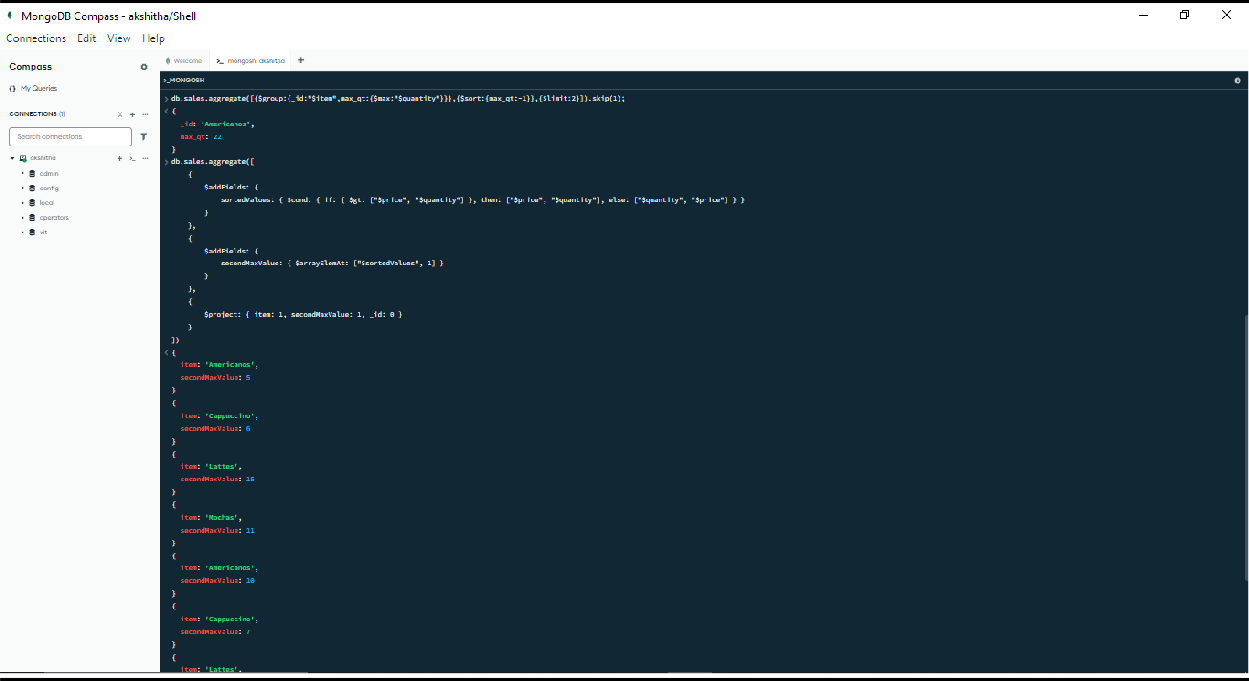 MongoDB Compass - akshitha/Shell
Connections Edit View Help
Compass
My Queries
CONNECTIONS (1)
Search connections
akshitha
admin
config
local
operators
Welcome
mongosh: akshitha
>_MONGOSH
db.sales.aggregate([{$group:{_id:"$item",max_qt:{$max:"$quantity"}}},{$sort:{max_qt:-1}},{$limit:2}]).skip(1);
{
_id: 'Americanos',
max_qt: 22
}
db.sales.aggregate([
{
$addFields: {
sortedValues: { $cond: { if: { $gt: ["$price", "$quantity"] }, then: ["$price", "$quantity"], else: ["$quantity", "$price"] } }
}
},
{
$addFields: {
secondMaxValue: { $arrayElemAt: ["$sortedValues", 1] }
}
},
{
$project: { item: 1, secondMaxValue: 1, _id: 0 }
}
])
{
item: 'Americanos',
secondMaxValue: 5
}
{
item: 'Cappuccino',
secondMaxValue: 6
}
{
item: 'Lattes',
secondMaxValue: 15
}
{
item: 'Mochas',
secondMaxValue: 11
}
{
item: 'Americanos',
secondMaxValue: 10
}
{
item: 'Cappuccino',
secondMaxValue: 7
}
{
item: 'Lattes',